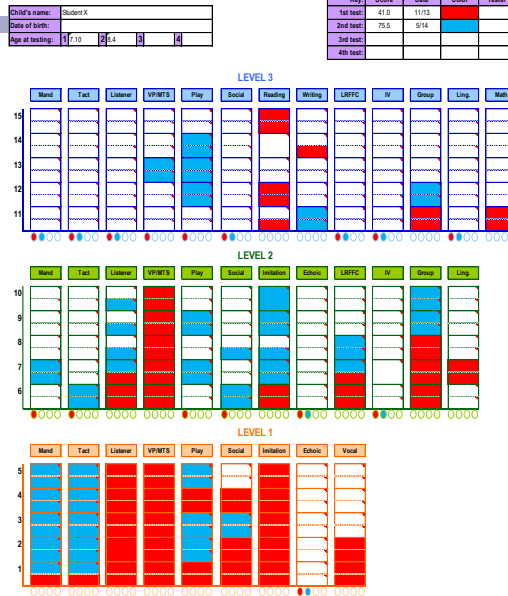 Key: Score Date Color Tester
Child's name: Student X
1st test: 41.0 11/13
Date of birth:
2nd test: 75.5 5/14
Age at testing: 1 7.10 2 8.4 3 4
3rd test:
4th test:
LEVEL 3
Mand Tact Listener VP/MTS Play Social Reading Writing LRFFC IV Group Ling. Math
15
14
13
12
11
LEVEL 2
Mand Tact Listener VP/MTS Play Social Imitation Echoic LRFFC IV Group Ling.
10
9
8
7
6
LEVEL 1
Mand Tact Listener VP/MTS Play Social Imitation Echoic Vocal
5
4
3
2
1